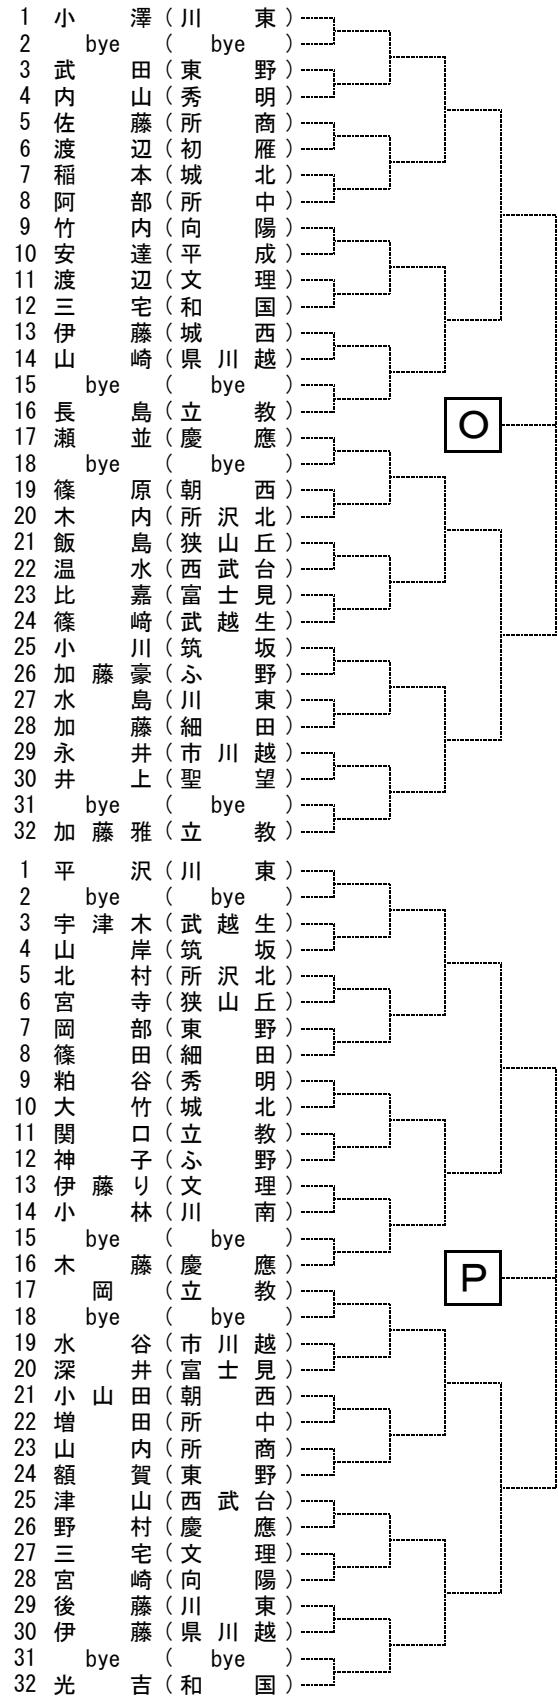 1 小澤（川東）
2 bye（bye）
3 武田（東野）
4 内山（秀明）
5 佐藤（所商）
6 渡辺（初雁）
7 稲本（城北）
8 阿部（所中）
9 竹内（向陽）
10 安達（平成）
11 渡辺（文理）
12 三宅（和国）
13 伊藤（城西）
14 山崎（県川越）
15 bye（bye）
16 長島（立教）
O
17 瀬並（慶應）
18 bye（bye）
19 篠原（朝西）
20 木内（所沢北）
21 飯島（狭山丘）
22 温水（西武台）
23 比嘉（富士見）
24 篠﨑（武越生）
25 小川（筑坂）
26 加藤豪（ふ野）
27 水島（川東）
28 加藤（細田）
29 永井（市川越）
30 井上（聖望）
31 bye（bye）
32 加藤雅（立教）
1 平沢（川東）
2 bye（bye）
3 宇津木（武越生）
4 山岸（筑坂）
5 北村（所沢北）
6 宮寺（狭山丘）
7 岡部（東野）
8 篠田（細田）
9 粕谷（秀明）
10 大竹（城北）
11 関口（立教）
12 神子（ふ野）
13 伊藤り（文理）
14 小林（川南）
15 bye（bye）
16 木藤（慶應）
P
17 岡（立教）
18 bye（bye）
19 水谷（市川越）
20 深井（富士見）
21 小山田（朝西）
22 増田（所中）
23 山内（所商）
24 額賀（東野）
25 津山（西武台）
26 野村（慶應）
27 三宅（文理）
28 宮崎（向陽）
29 後藤（川東）
30 伊藤（県川越）
31 bye（bye）
32 光吉（和国）